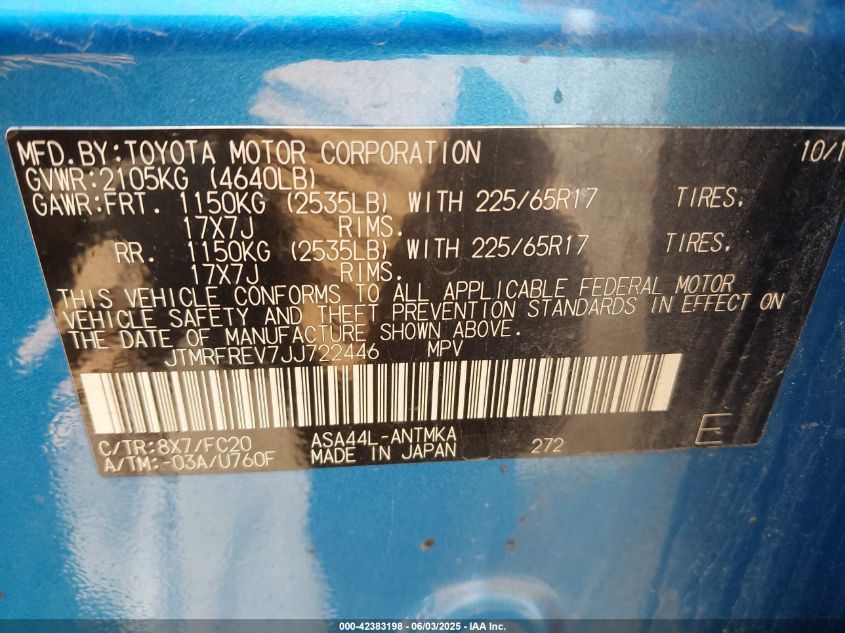 MFD.BY:TOYOTA MOTOR CORPORATION 10/1
GVWR:2105KG (4640LB)
GAWR:FRT. 1150KG (2535LB) WITH 225/65R17 TIRES.
17X7J RIMS.
RR. 1150KG (2535LB) WITH 225/65R17 TIRES,
17X7J RIMS.
THIS VEHICLE CONFORMS TO ALL APPLICABLE FEDERAL MOTOR
VEHICLE SAFETY AND THEFT PREVENTION STANDARDS IN EFFECT ON
THE DATE OF MANUFACTURE SHOWN ABOVE.
JTMRFREV7JJ722446 MPV
C/TR:8X7/FC20 ASA44L-ANTMKA 272 E
A/TM:-03A/U760F MADE IN JAPAN
000-42383198 - 06/03/2025 - IAA Inc.